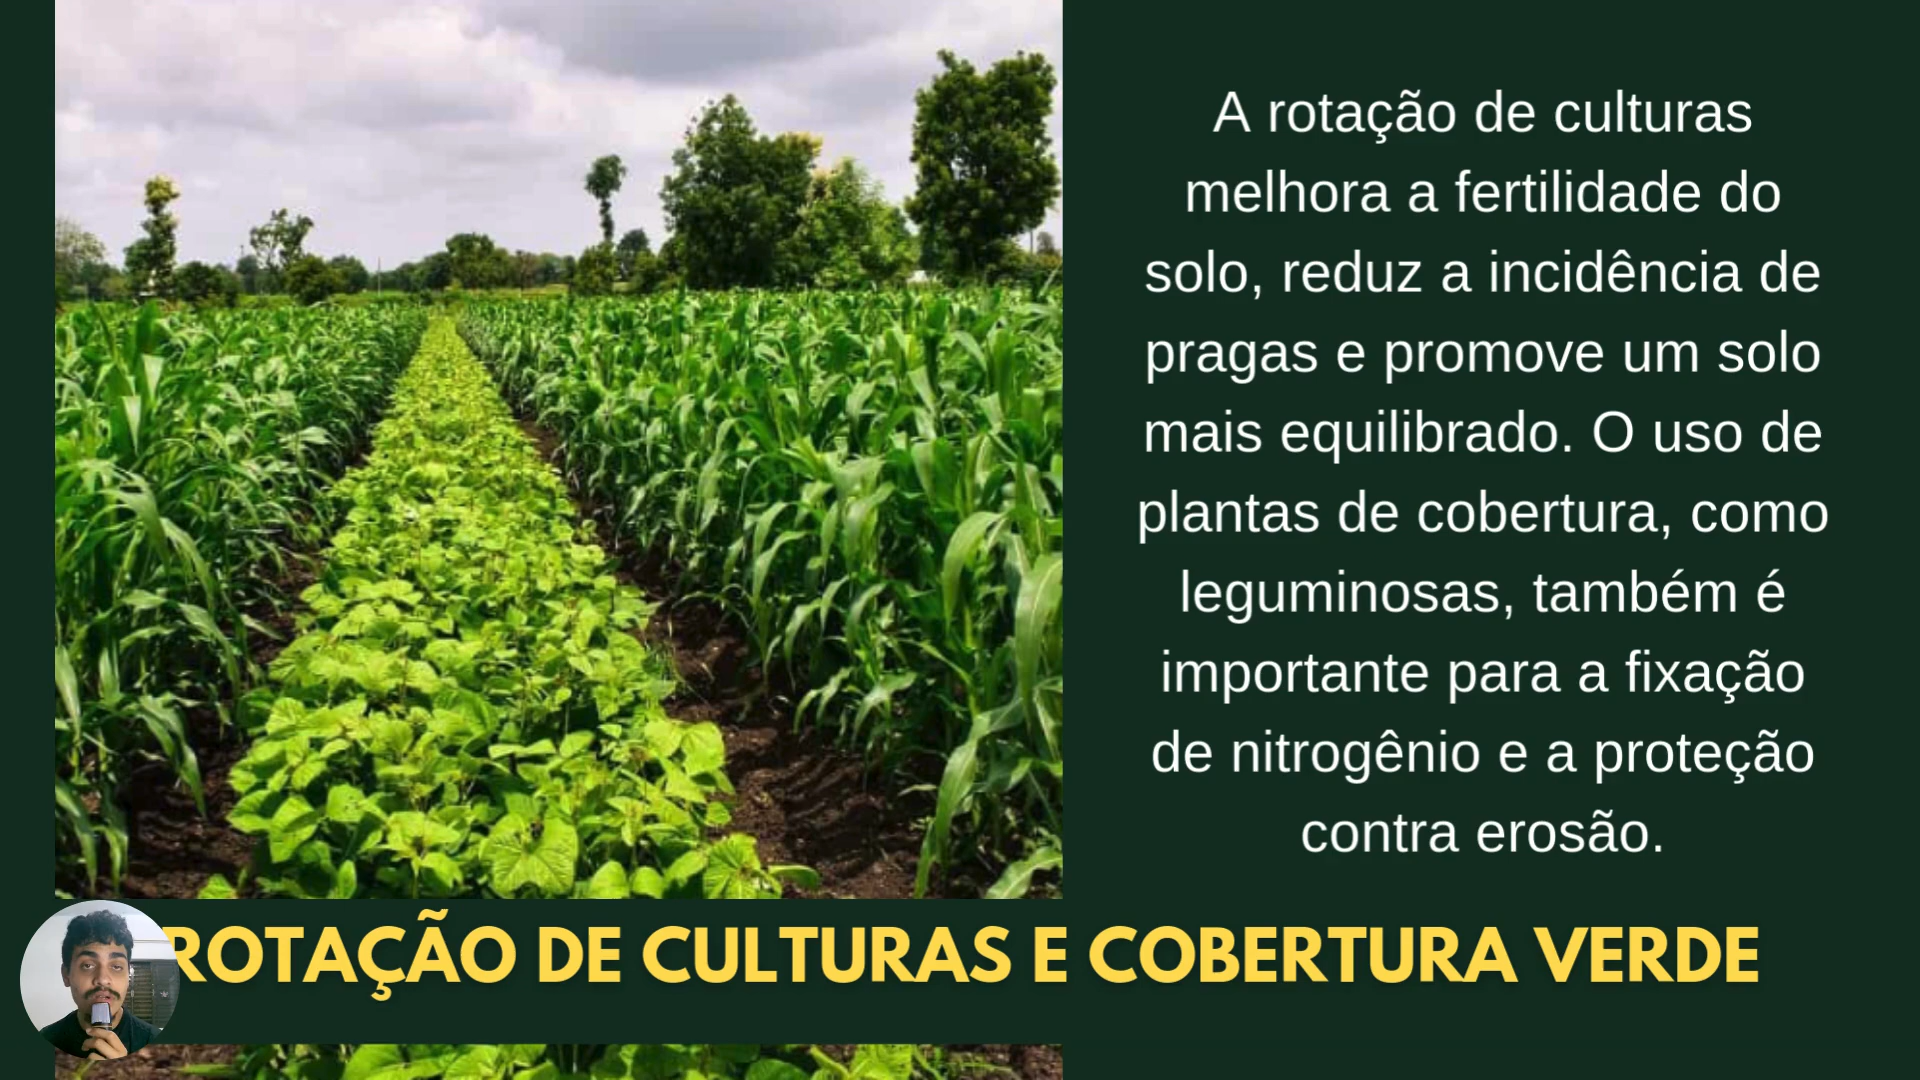 A rotação de culturas
melhora a fertilidade do
solo, reduz a incidência de
pragas e promove um solo
mais equilibrado. O uso de
plantas de cobertura, como
leguminosas, também é
importante para a fixação
de nitrogênio e a proteção
contra erosão.
ROTAÇÃO DE CULTURAS E COBERTURA VERDE